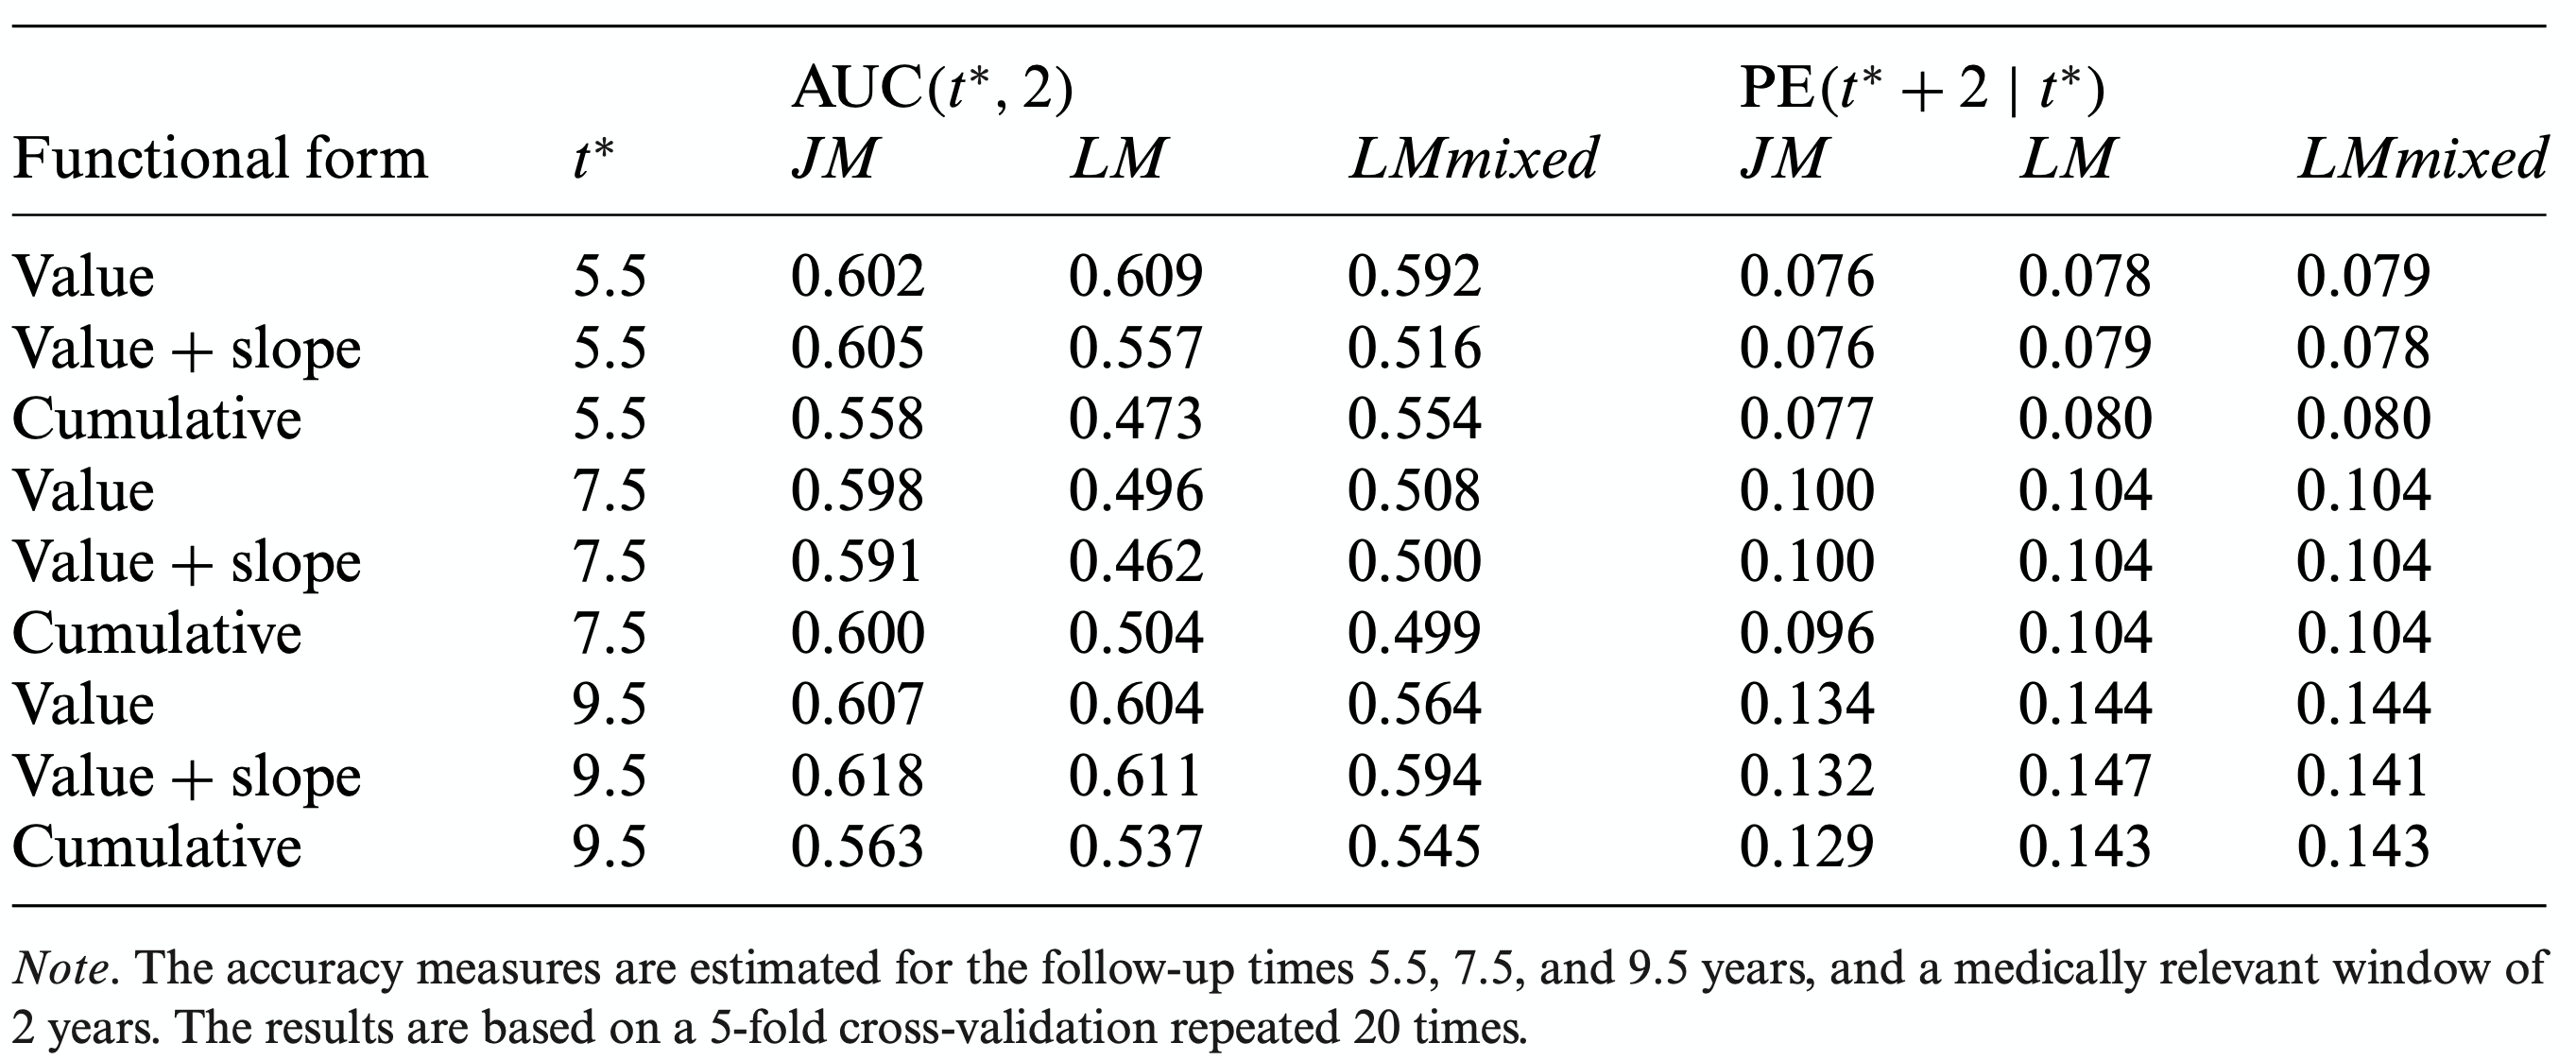 AUC(t*, 2) PE(t* + 2 | t*)
Functional form t* JM LM LMmixed JM LM LMmixed
Value 5.5 0.602 0.609 0.592 0.076 0.078 0.079
Value + slope 5.5 0.605 0.557 0.516 0.076 0.079 0.078
Cumulative 5.5 0.558 0.473 0.554 0.077 0.080 0.080
Value 7.5 0.598 0.496 0.508 0.100 0.104 0.104
Value + slope 7.5 0.591 0.462 0.500 0.100 0.104 0.104
Cumulative 7.5 0.600 0.504 0.499 0.096 0.104 0.104
Value 9.5 0.607 0.604 0.564 0.134 0.144 0.144
Value + slope 9.5 0.618 0.611 0.594 0.132 0.147 0.141
Cumulative 9.5 0.563 0.537 0.545 0.129 0.143 0.143
Note. The accuracy measures are estimated for the follow-up times 5.5, 7.5, and 9.5 years, and a medically relevant window of
2 years. The results are based on a 5-fold cross-validation repeated 20 times.